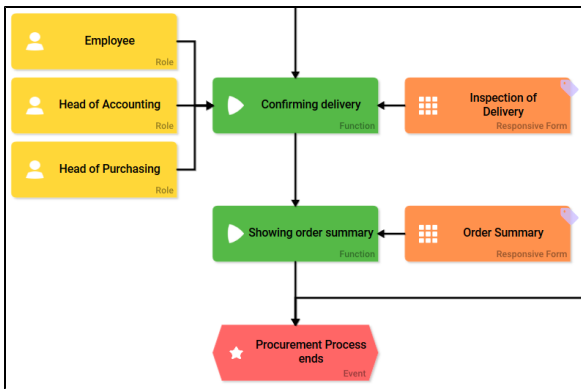 Employee
Role
Head of Accounting
Role
Head of Purchasing
Role
Confirming delivery
Function
Inspection of
Delivery
Responsive Form
Showing order summary
Function
Order Summary
Responsive Form
Procurement Process
ends
Event